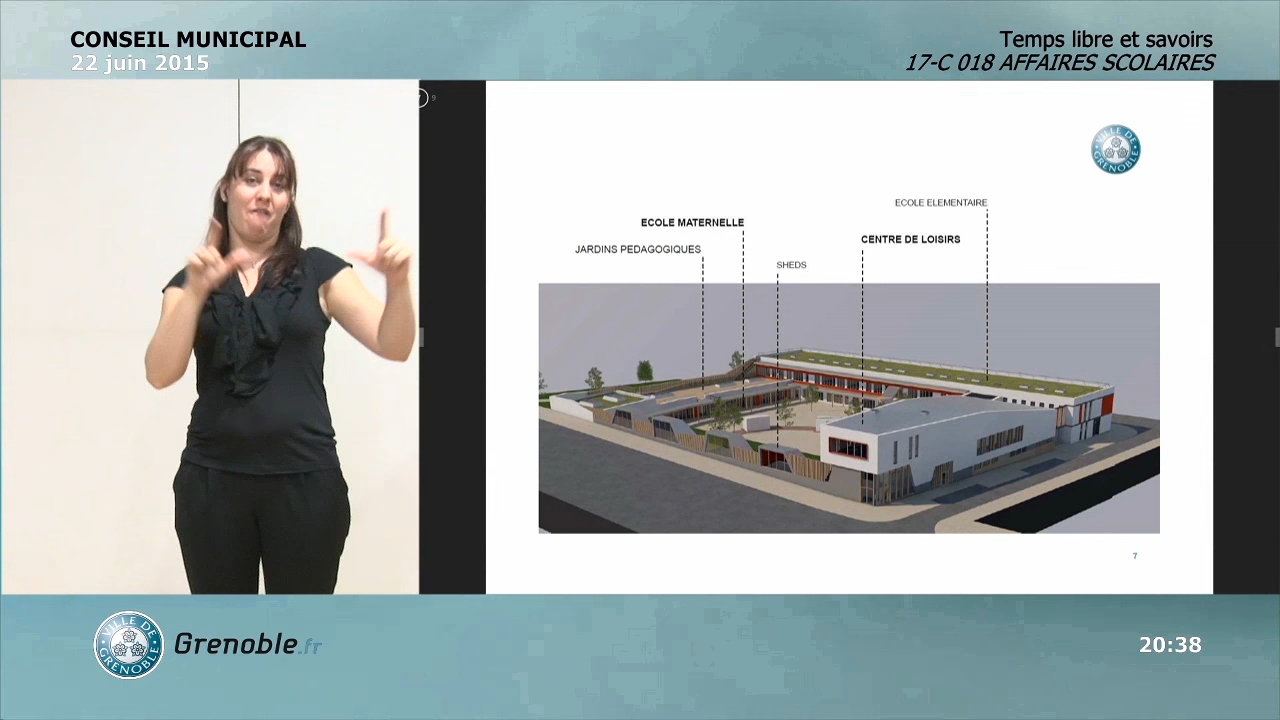 CONSEIL MUNICIPAL
22 juin 2015
Temps libre et savoirs
17-C 018 AFFAIRES SCOLAIRES
9
VILLE DE GRENOBLE
ECOLE ELEMENTAIRE
ECOLE MATERNELLE
CENTRE DE LOISIRS
JARDINS PEDAGOGIQUES
SHEDS
7
VILLE DE GRENOBLE
Grenoble.fr
20:38